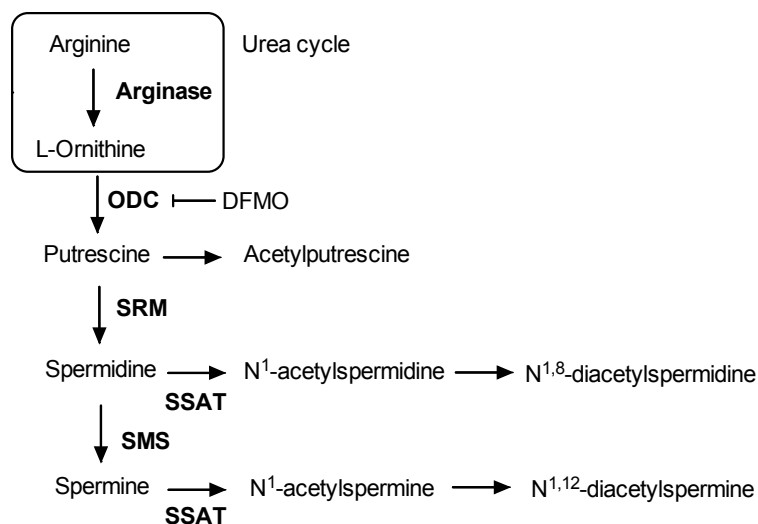 Arginine Urea cycle
Arginase
L-Ornithine
ODC DFMO
Putrescine Acetylputrescine
SRM
Spermidine N¹-acetylspermidine N¹,⁸-diacetylspermidine
SSAT
SMS
Spermine N¹-acetylspermine N¹,¹²-diacetylspermine
SSAT